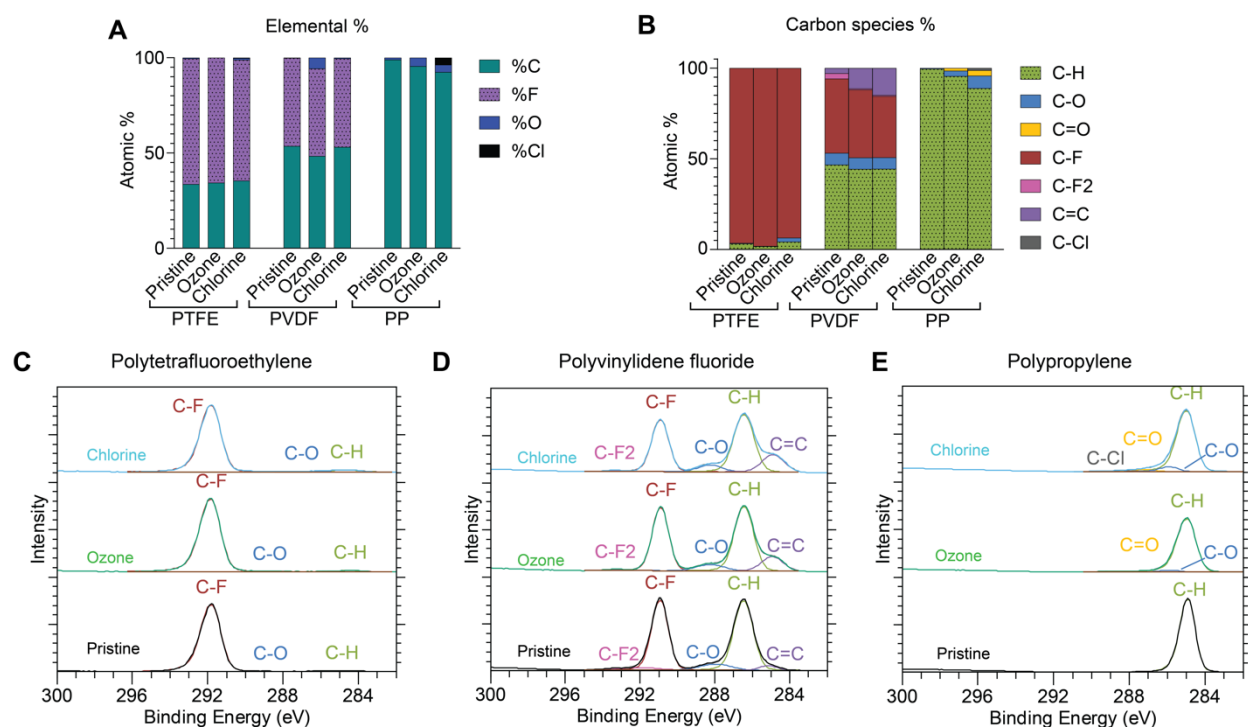 A
Elemental %
Atomic %
100
50
0
Pristine
Ozone
Chlorine
PTFE
Pristine
Ozone
Chlorine
PVDF
Pristine
Ozone
Chlorine
PP
%C
%F
%O
%Cl
B
Carbon species %
Atomic %
100
50
0
Pristine
Ozone
Chlorine
PTFE
Pristine
Ozone
Chlorine
PVDF
Pristine
Ozone
Chlorine
PP
C-H
C-O
C=O
C-F
C-F2
C=C
C-Cl
C
Polytetrafluoroethylene
Intensity
C-F
Chlorine
C-O
C-H
C-F
Ozone
C-O
C-H
C-F
Pristine
C-O
C-H
300 296 292 288 284
Binding Energy (eV)
D
Polyvinylidene fluoride
Intensity
C-F
C-H
Chlorine
C-F2
C-O
C=C
C-F
C-H
Ozone
C-F2
C-O
C=C
C-F
C-H
Pristine
C-F2
C-O
C=C
300 296 292 288 284
Binding Energy (eV)
E
Polypropylene
Intensity
C-H
Chlorine
C=O
C-Cl
C-O
C-H
Ozone
C=O
C-O
C-H
Pristine
300 296 292 288 284
Binding Energy (eV)